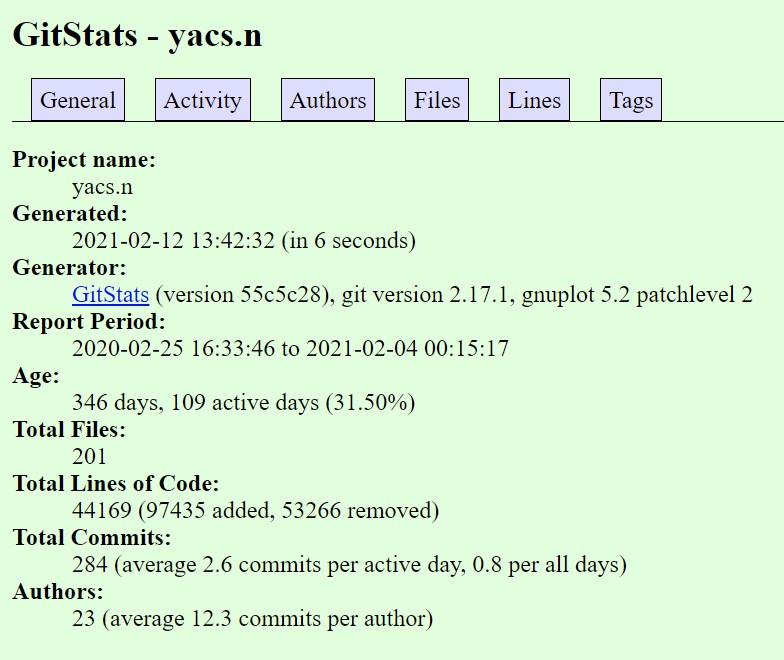 GitStats - yacs.n
General Activity Authors Files Lines Tags
Project name:
yacs.n
Generated:
2021-02-12 13:42:32 (in 6 seconds)
Generator:
GitStats (version 55c5c28), git version 2.17.1, gnuplot 5.2 patchlevel 2
Report Period:
2020-02-25 16:33:46 to 2021-02-04 00:15:17
Age:
346 days, 109 active days (31.50%)
Total Files:
201
Total Lines of Code:
44169 (97435 added, 53266 removed)
Total Commits:
284 (average 2.6 commits per active day, 0.8 per all days)
Authors:
23 (average 12.3 commits per author)